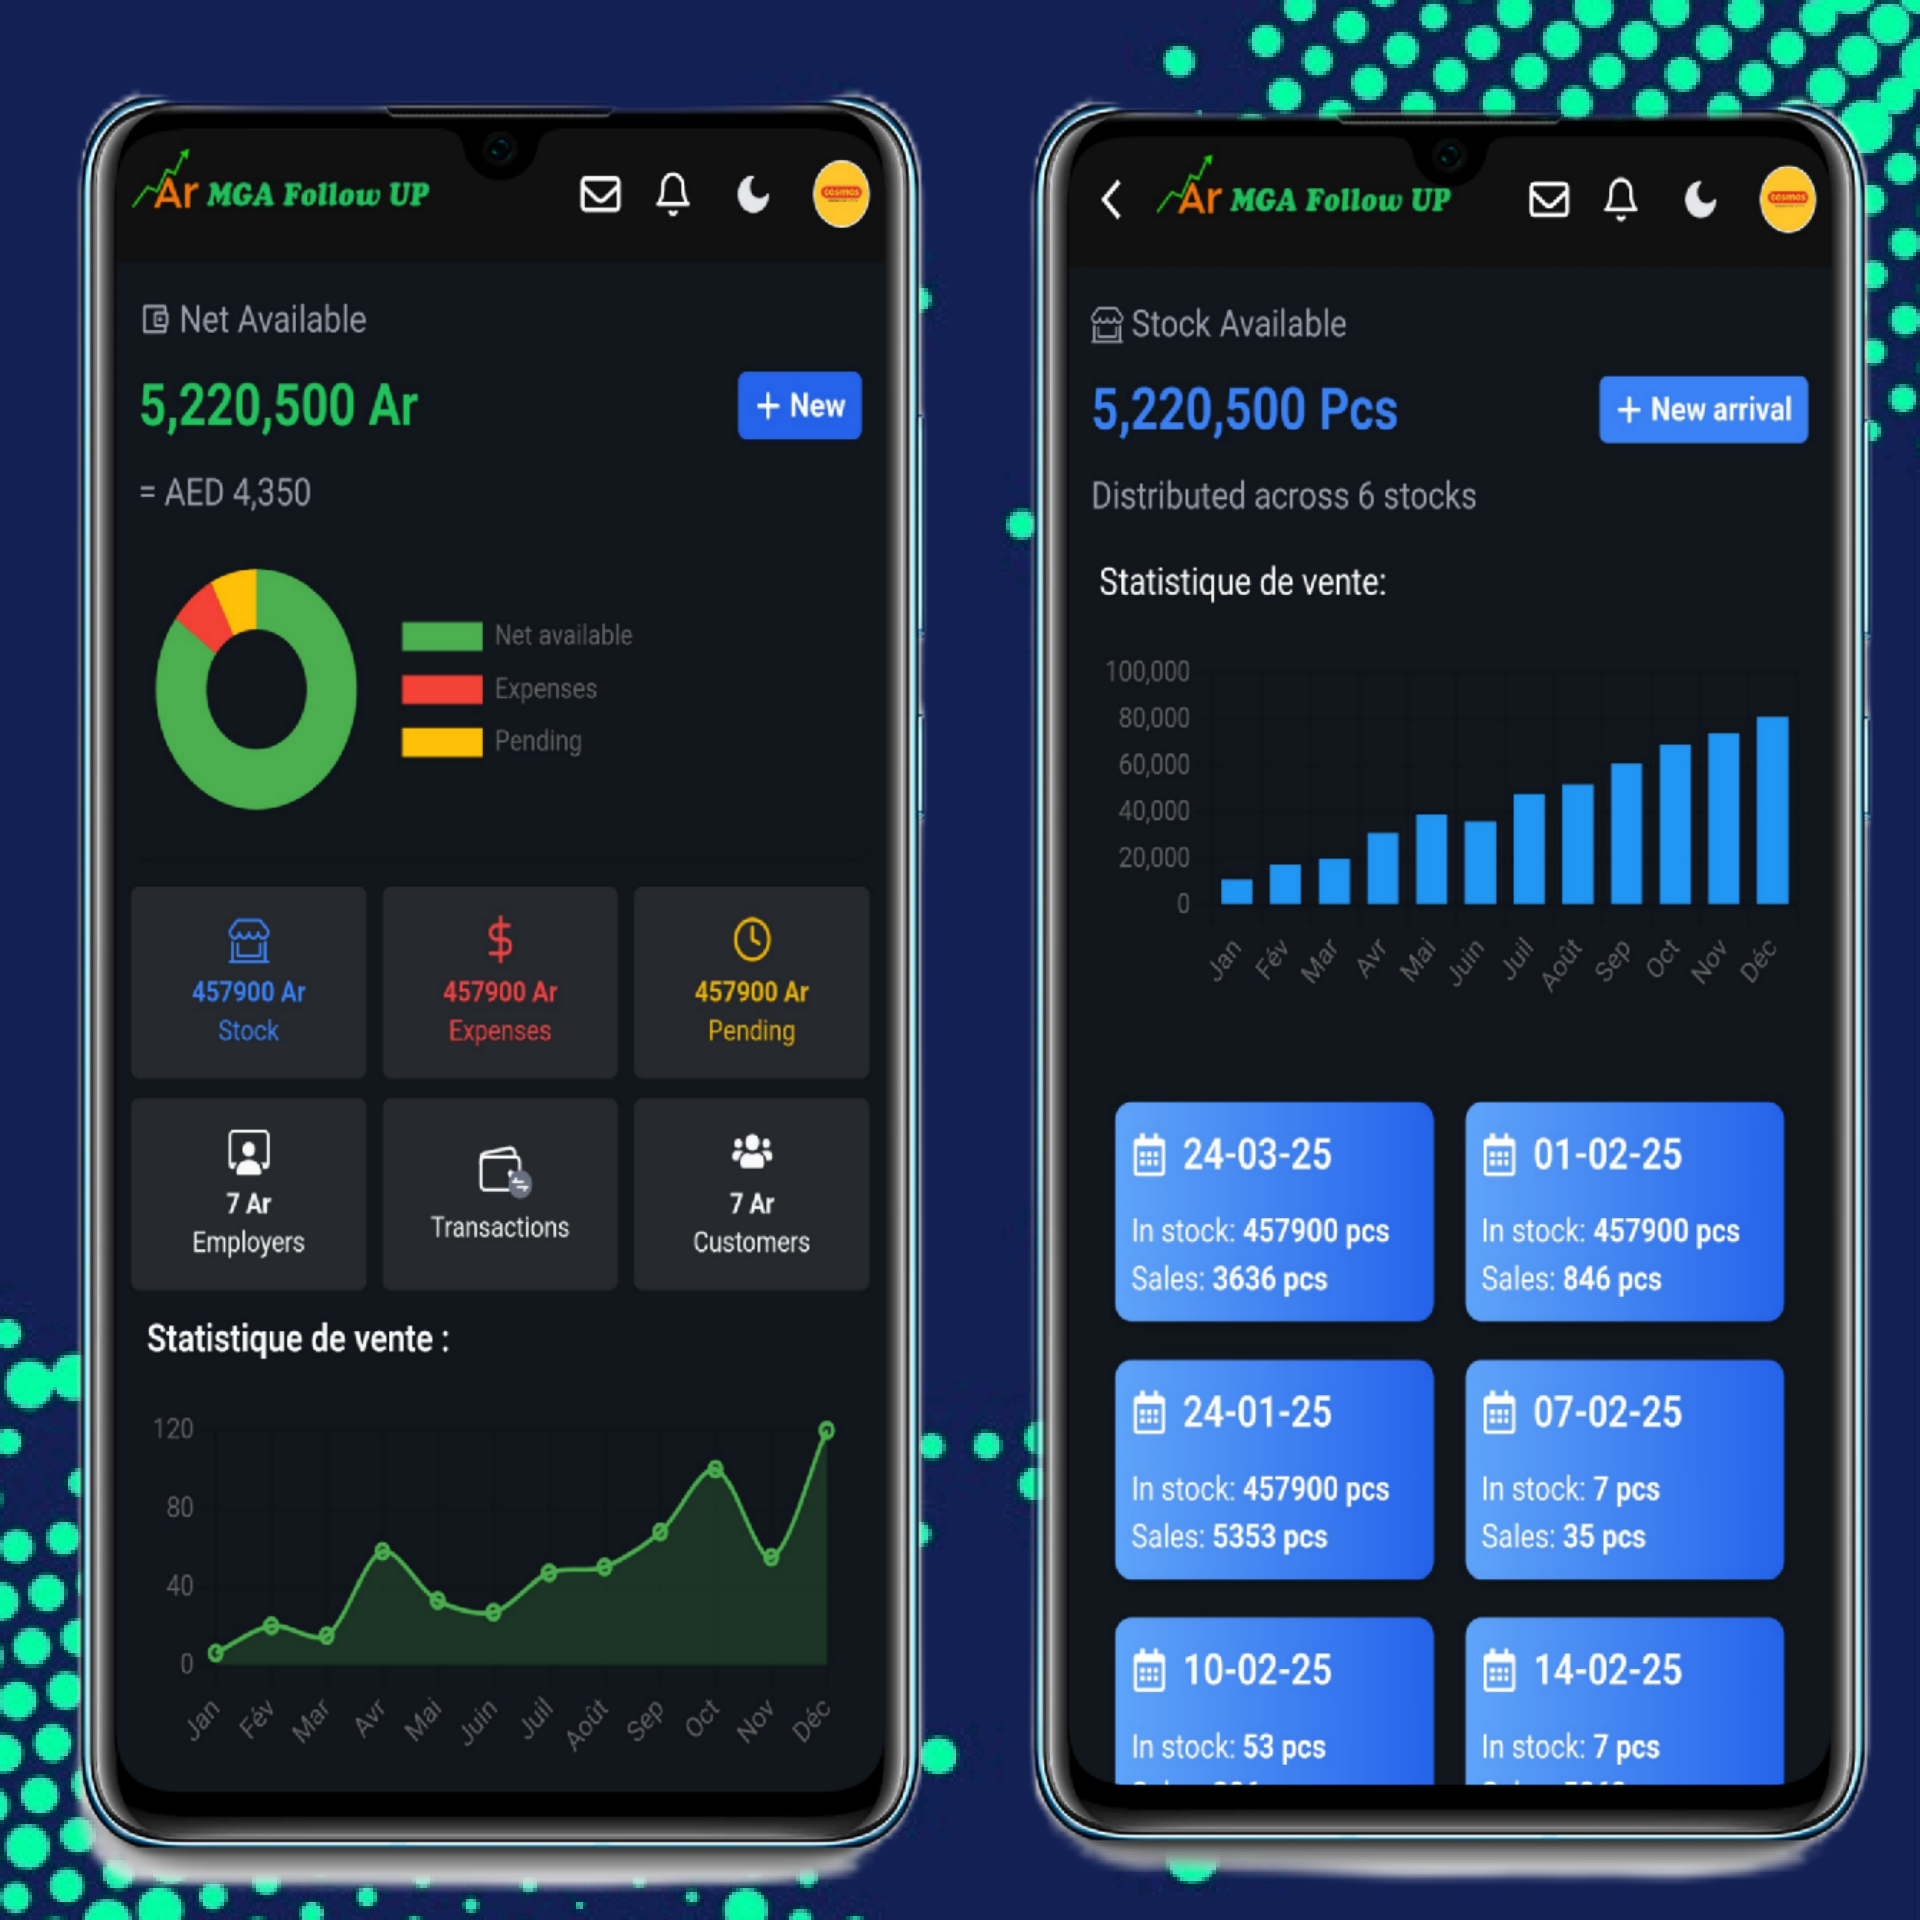 Ar MGA Follow UP
cosmos
Net Available
5,220,500 Ar
+ New
= AED 4,350
Net available
Expenses
Pending
457900 Ar
Stock
457900 Ar
Expenses
457900 Ar
Pending
7 Ar
Employers
Transactions
7 Ar
Customers
Statistique de vente :
120
80
40
0
Jan Fév Mar Avr Mai Juin Juil Août Sep Oct Nov Déc
Ar MGA Follow UP
cosmos
Stock Available
5,220,500 Pcs
+ New arrival
Distributed across 6 stocks
Statistique de vente:
100,000
80,000
60,000
40,000
20,000
0
Jan Fév Mar Avr Mai Juin Juil Août Sep Oct Nov Déc
24-03-25
In stock: 457900 pcs
Sales: 3636 pcs
01-02-25
In stock: 457900 pcs
Sales: 846 pcs
24-01-25
In stock: 457900 pcs
Sales: 5353 pcs
07-02-25
In stock: 7 pcs
Sales: 35 pcs
10-02-25
In stock: 53 pcs
14-02-25
In stock: 7 pcs